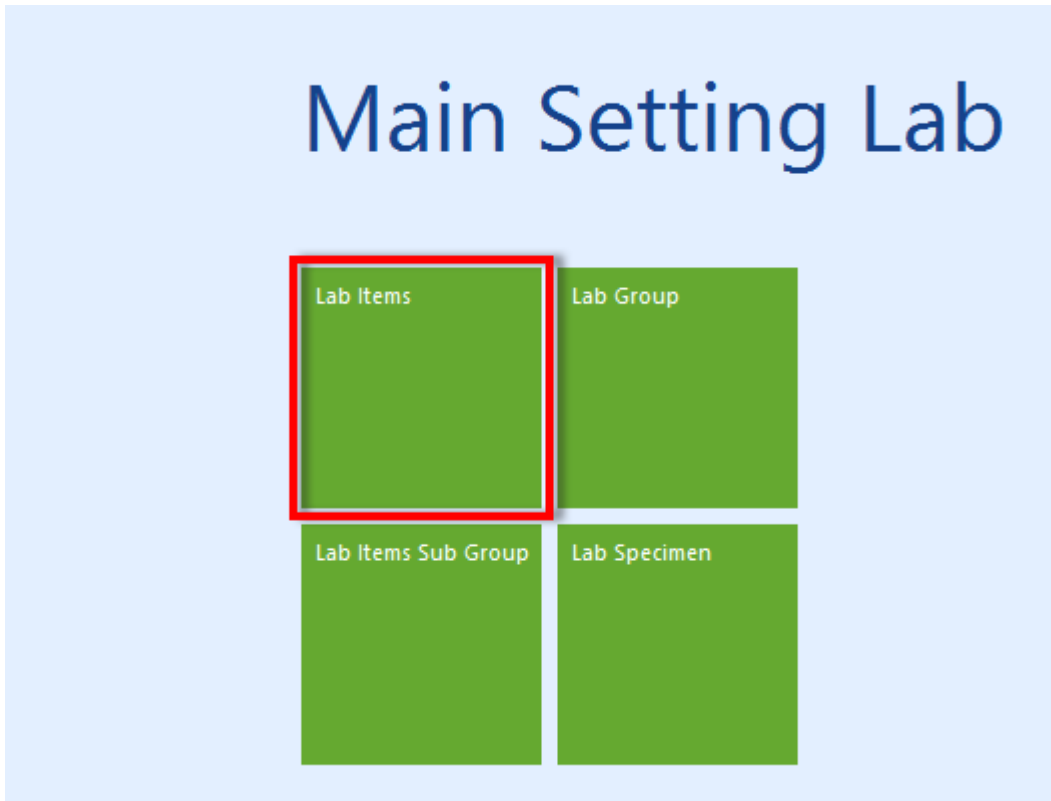 Main Setting Lab
Lab Items
Lab Group
Lab Items Sub Group
Lab Specimen